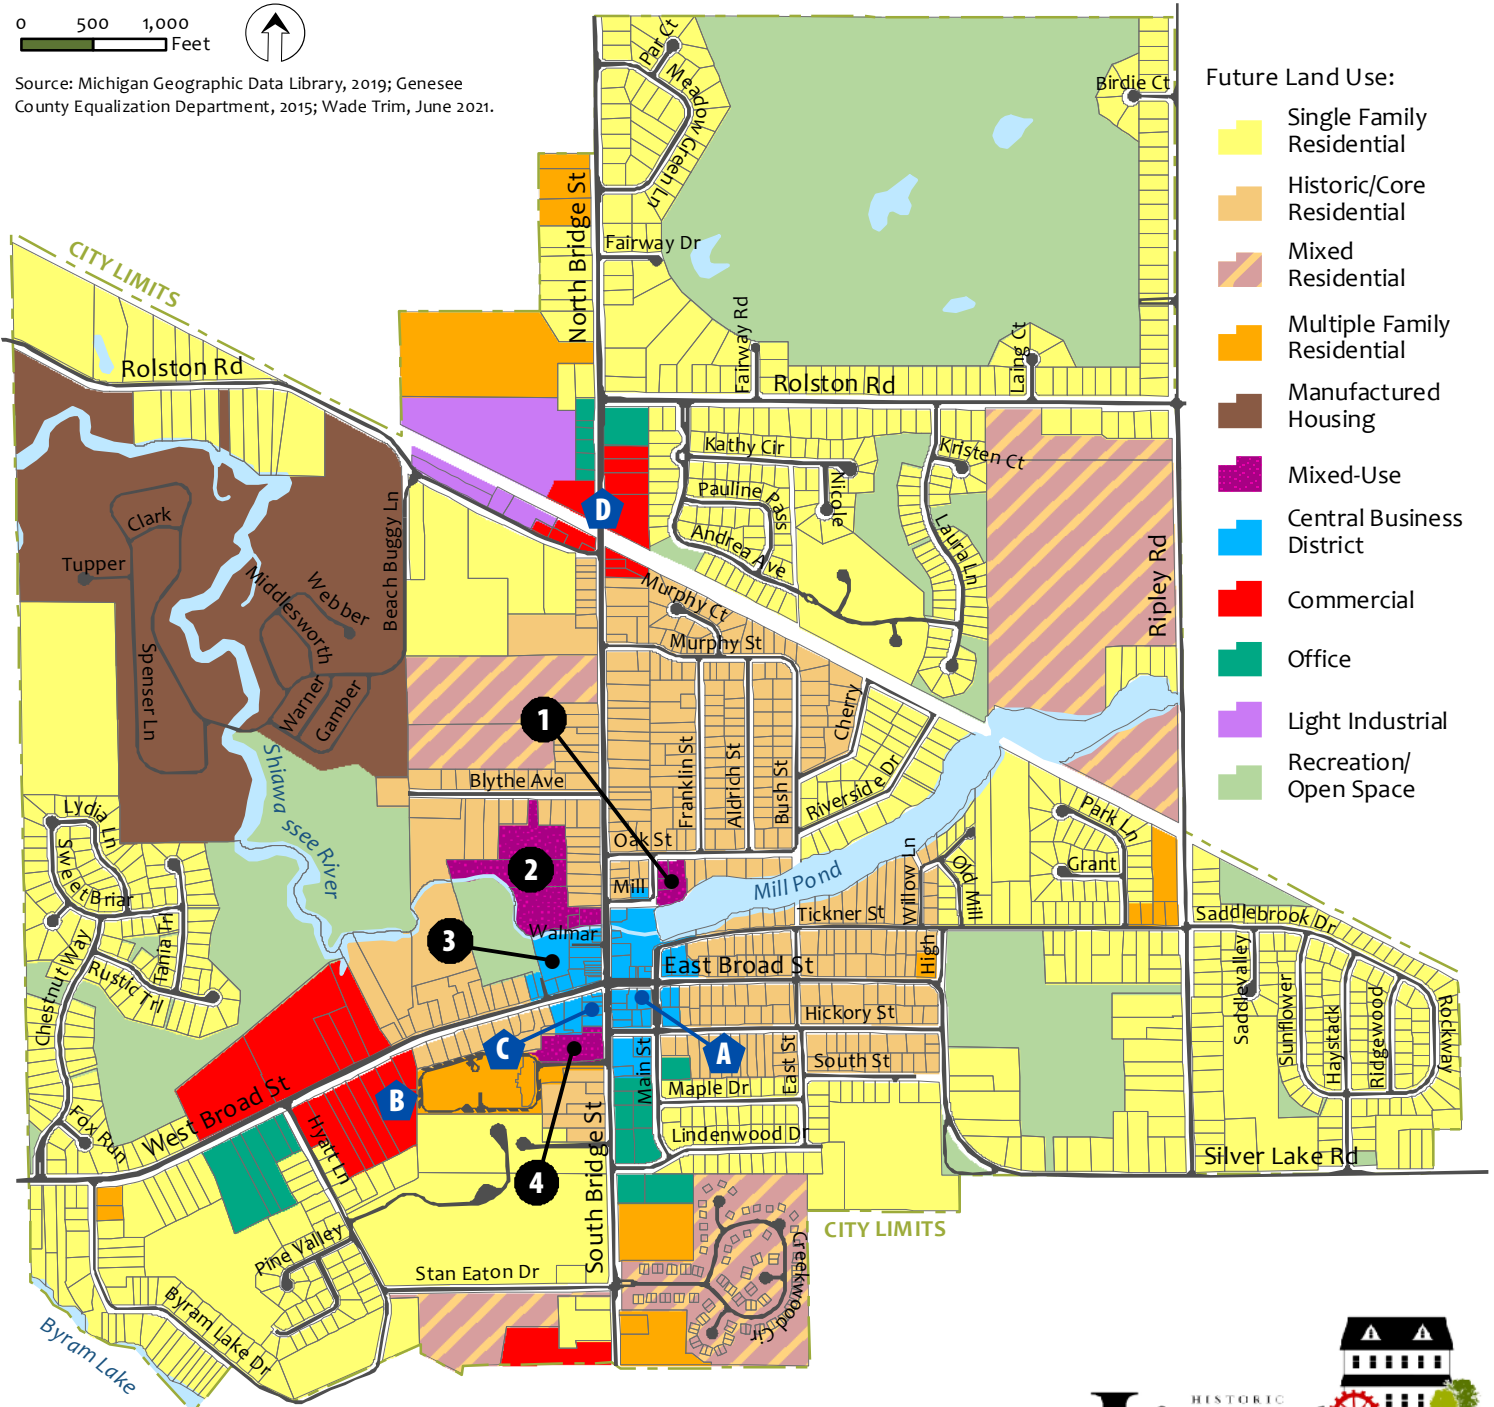 0 500 1,000
Feet
Source: Michigan Geographic Data Library, 2019; Genesee
County Equalization Department, 2015; Wade Trim, June 2021.
Future Land Use:
Single Family
Residential
Historic/Core
Residential
Mixed
Residential
Multiple Family
Residential
Manufactured
Housing
Mixed-Use
Central Business
District
Commercial
Office
Light Industrial
Recreation/
Open Space
Par Ct
Meadow Green Ln
Birdie Ct
North Bridge St
Fairway Dr
CITY LIMITS
Fairway Rd
Laing Ct
Rolston Rd
Rolston Rd
Kathy Cir
Kristen Ct
Nicole
Pauline Pass
D
Andrea Ave
Laura Ln
Clark
Beach Buggy Ln
Tupper
Middlesworth
Webber
Ripley Rd
Murphy Ct
Murphy St
Spenser Ln
Warner
Gamber
1
Cherry
Shiawassee River
Franklin St
Aldrich St
Bush St
Blythe Ave
Riverside Dr
Lydia Ln
Park Ln
Oak St
Sweet Briar
Grant
2
Mill
Mill Pond
Willow Ln
Old Mill
Tickner St
Saddlebrook Dr
Tania Trl
Walmar
3
Chestnut Way
Rustic Trl
East Broad St
High
Saddlevalley
Sunflower
Haystack
Ridgewood
Rockway
Hickory St
C
A
South St
East St
Main St
Maple Dr
B
West Broad St
Fox Run
Hyatt Ln
Lindenwood Dr
Silver Lake Rd
4
South Bridge St
CITY LIMITS
Pine Valley
Stan Eaton Dr
Creekwood Cir
Byram Lake Dr
Byram Lake
HISTORIC